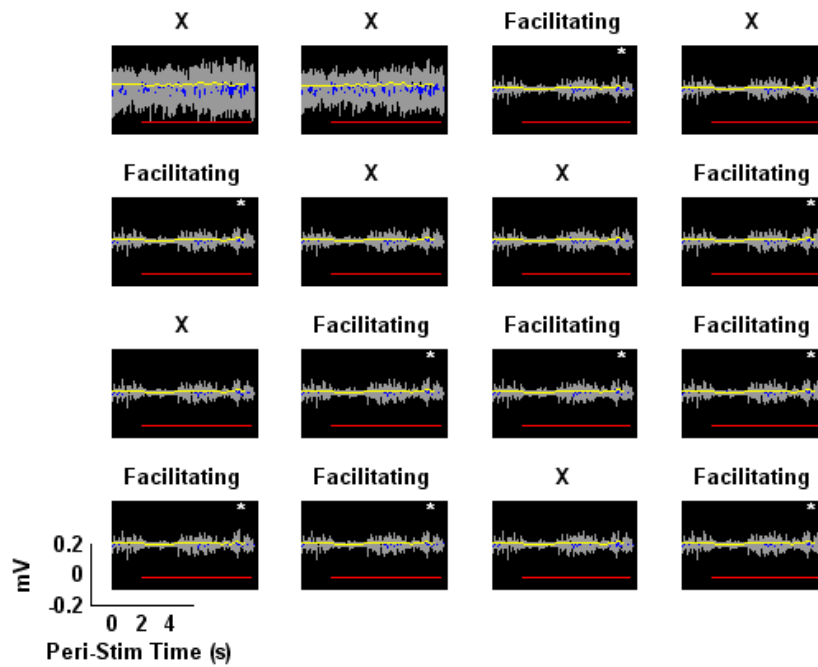 X X Facilitating X
*
Facilitating X X Facilitating
* *
X Facilitating Facilitating Facilitating
* * *
Facilitating Facilitating X Facilitating
* * *
0.2
0
-0.2
mV
0 2 4
Peri-Stim Time (s)